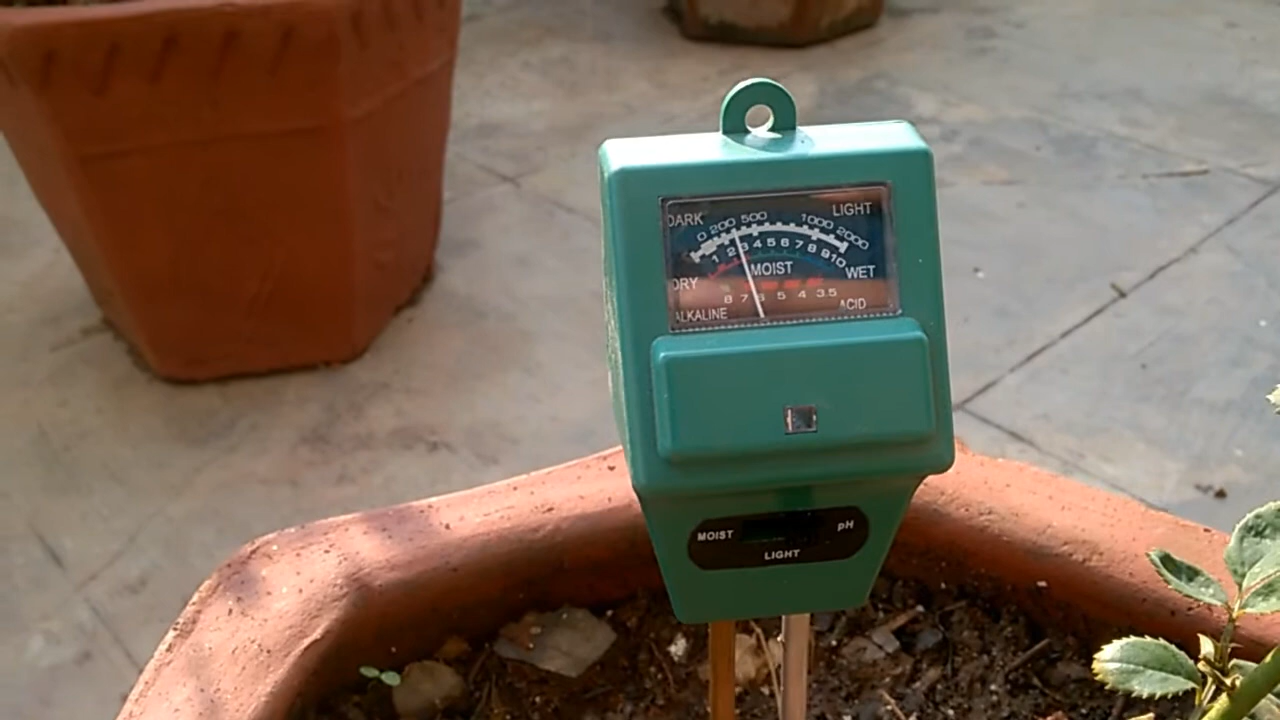 DARK LIGHT
0 200 500 1000 2000
1 2 3 4 5 6 7 8 9 10
DRY MOIST WET
8 7 6 5 4 3.5
ALKALINE ACID
MOIST pH
LIGHT